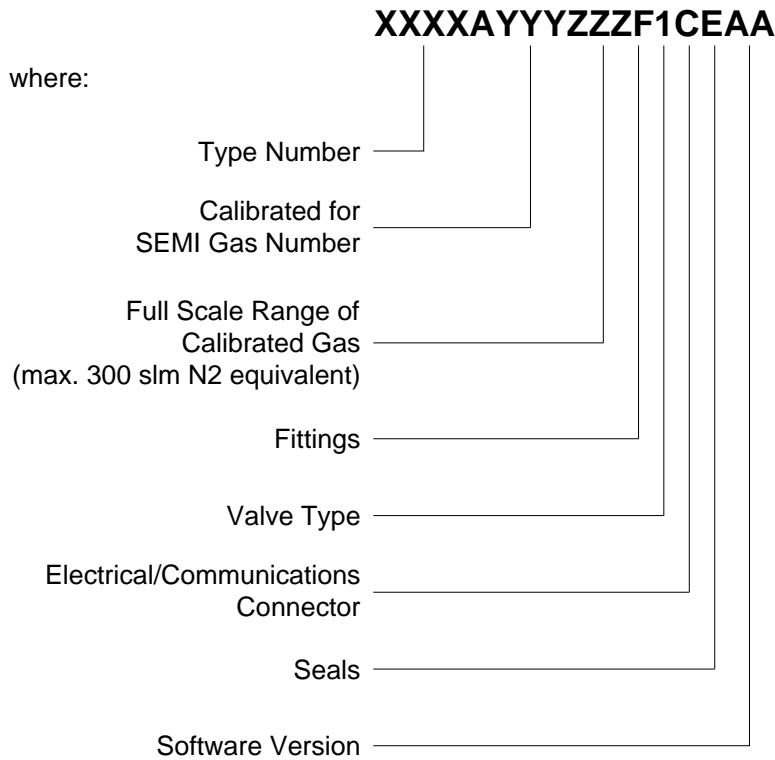 XXXXAYYYZZZF1CEAA
where:
Type Number
Calibrated for
SEMI Gas Number
Full Scale Range of
Calibrated Gas
(max. 300 slm N2 equivalent)
Fittings
Valve Type
Electrical/Communications
Connector
Seals
Software Version